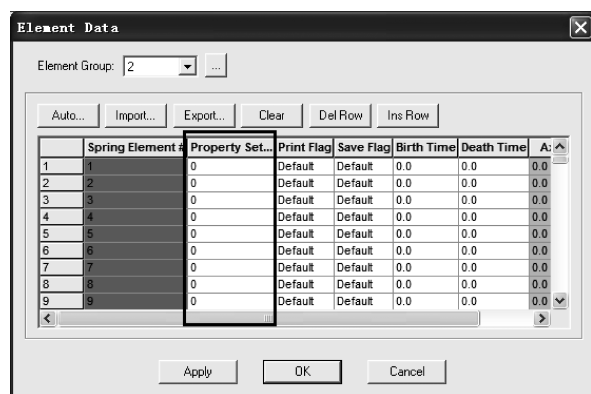 Element Data
Element Group: 2 ...
Auto... Import... Export... Clear Del Row Ins Row
Spring Element # Property Set... Print Flag Save Flag Birth Time Death Time
1 1 0 Default Default 0.0 0.0 0.0
2 2 0 Default Default 0.0 0.0 0.0
3 3 0 Default Default 0.0 0.0 0.0
4 4 0 Default Default 0.0 0.0 0.0
5 5 0 Default Default 0.0 0.0 0.0
6 6 0 Default Default 0.0 0.0 0.0
7 7 0 Default Default 0.0 0.0 0.0
8 8 0 Default Default 0.0 0.0 0.0
9 9 0 Default Default 0.0 0.0 0.0
Apply OK Cancel